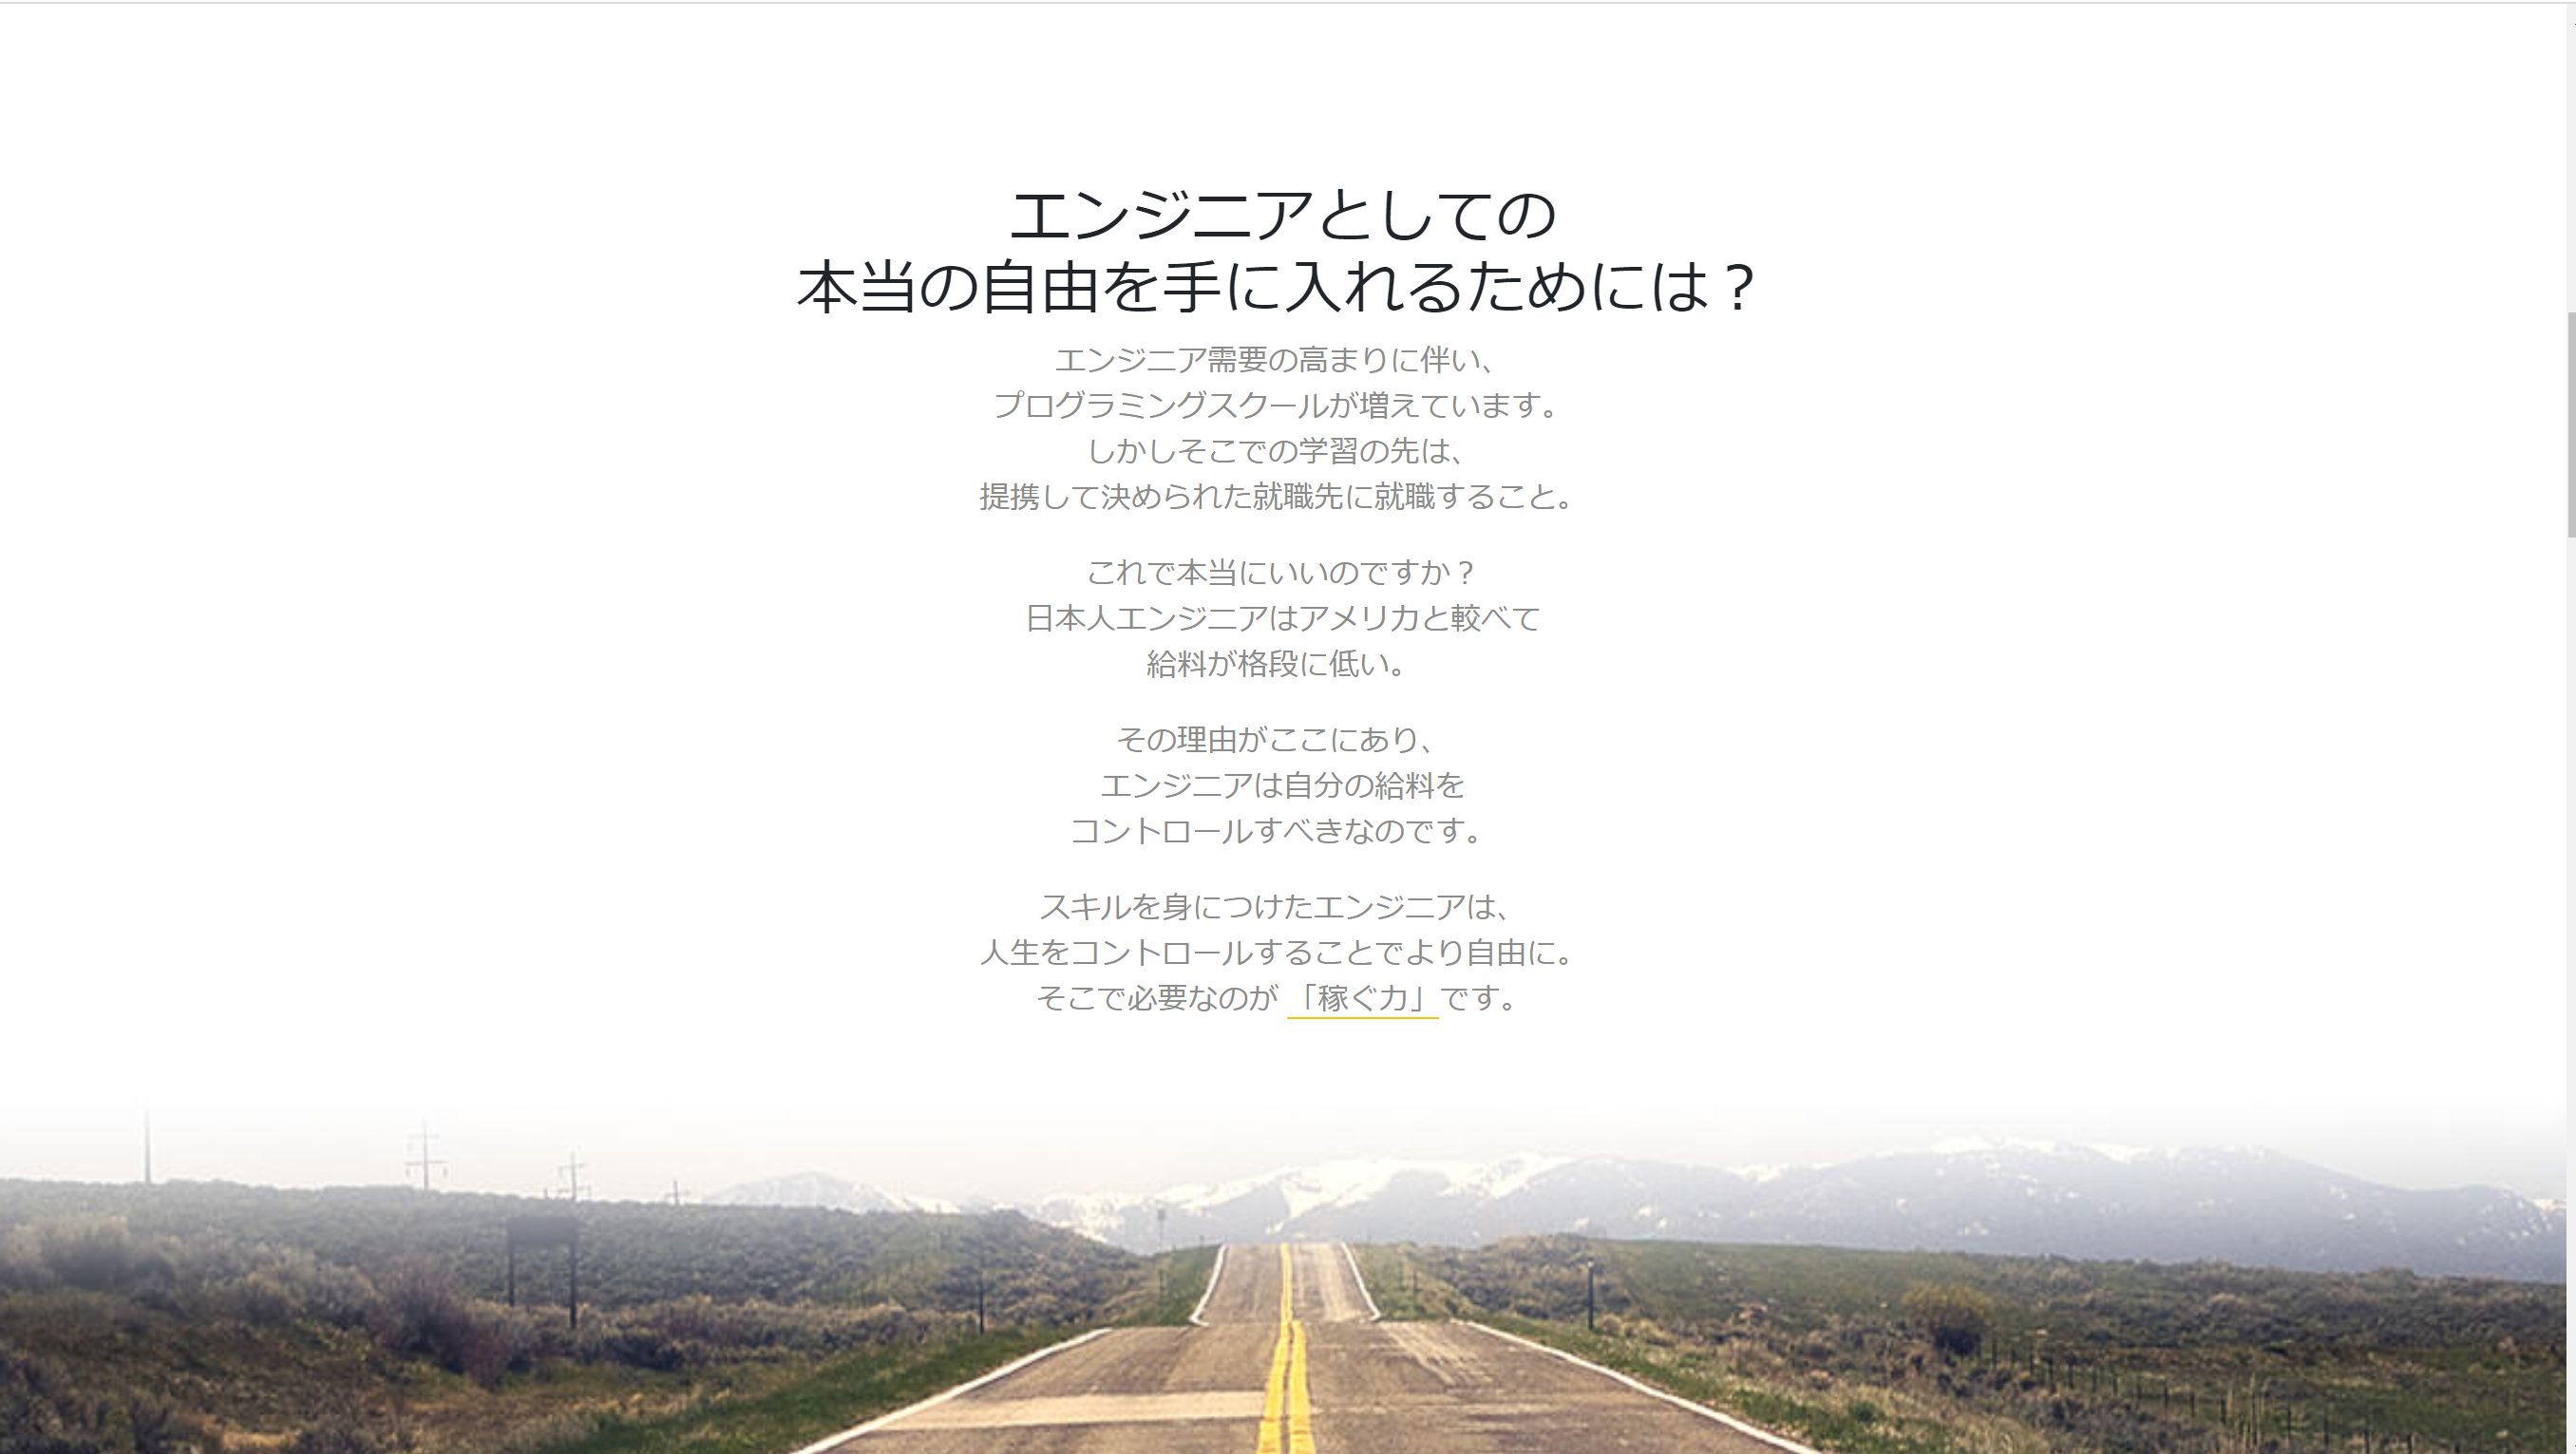 エンジニアとしての
本当の自由を手に入れるためには？
エンジニア需要の高まりに伴い、
プログラミングスクールが増えています。
しかしそこでの学習の先は、
提携して決められた就職先に就職すること。
これで本当にいいのですか？
日本人エンジニアはアメリカと較べて
給料が格段に低い。
その理由がここにあり、
エンジニアは自分の給料を
コントロールすべきなのです。
スキルを身につけたエンジニアは、
人生をコントロールすることでより自由に。
そこで必要なのが「稼ぐ力」です。